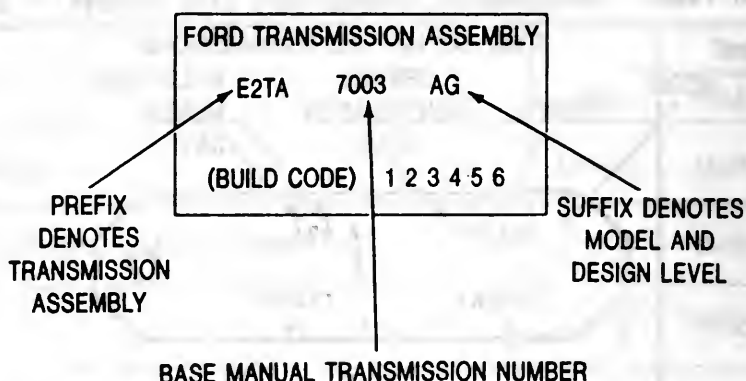 FORD TRANSMISSION ASSEMBLY
E2TA 7003 AG
(BUILD CODE) 1 2 3 4 5 6
PREFIX
DENOTES
TRANSMISSION
ASSEMBLY
SUFFIX DENOTES
MODEL AND
DESIGN LEVEL
BASE MANUAL TRANSMISSION NUMBER